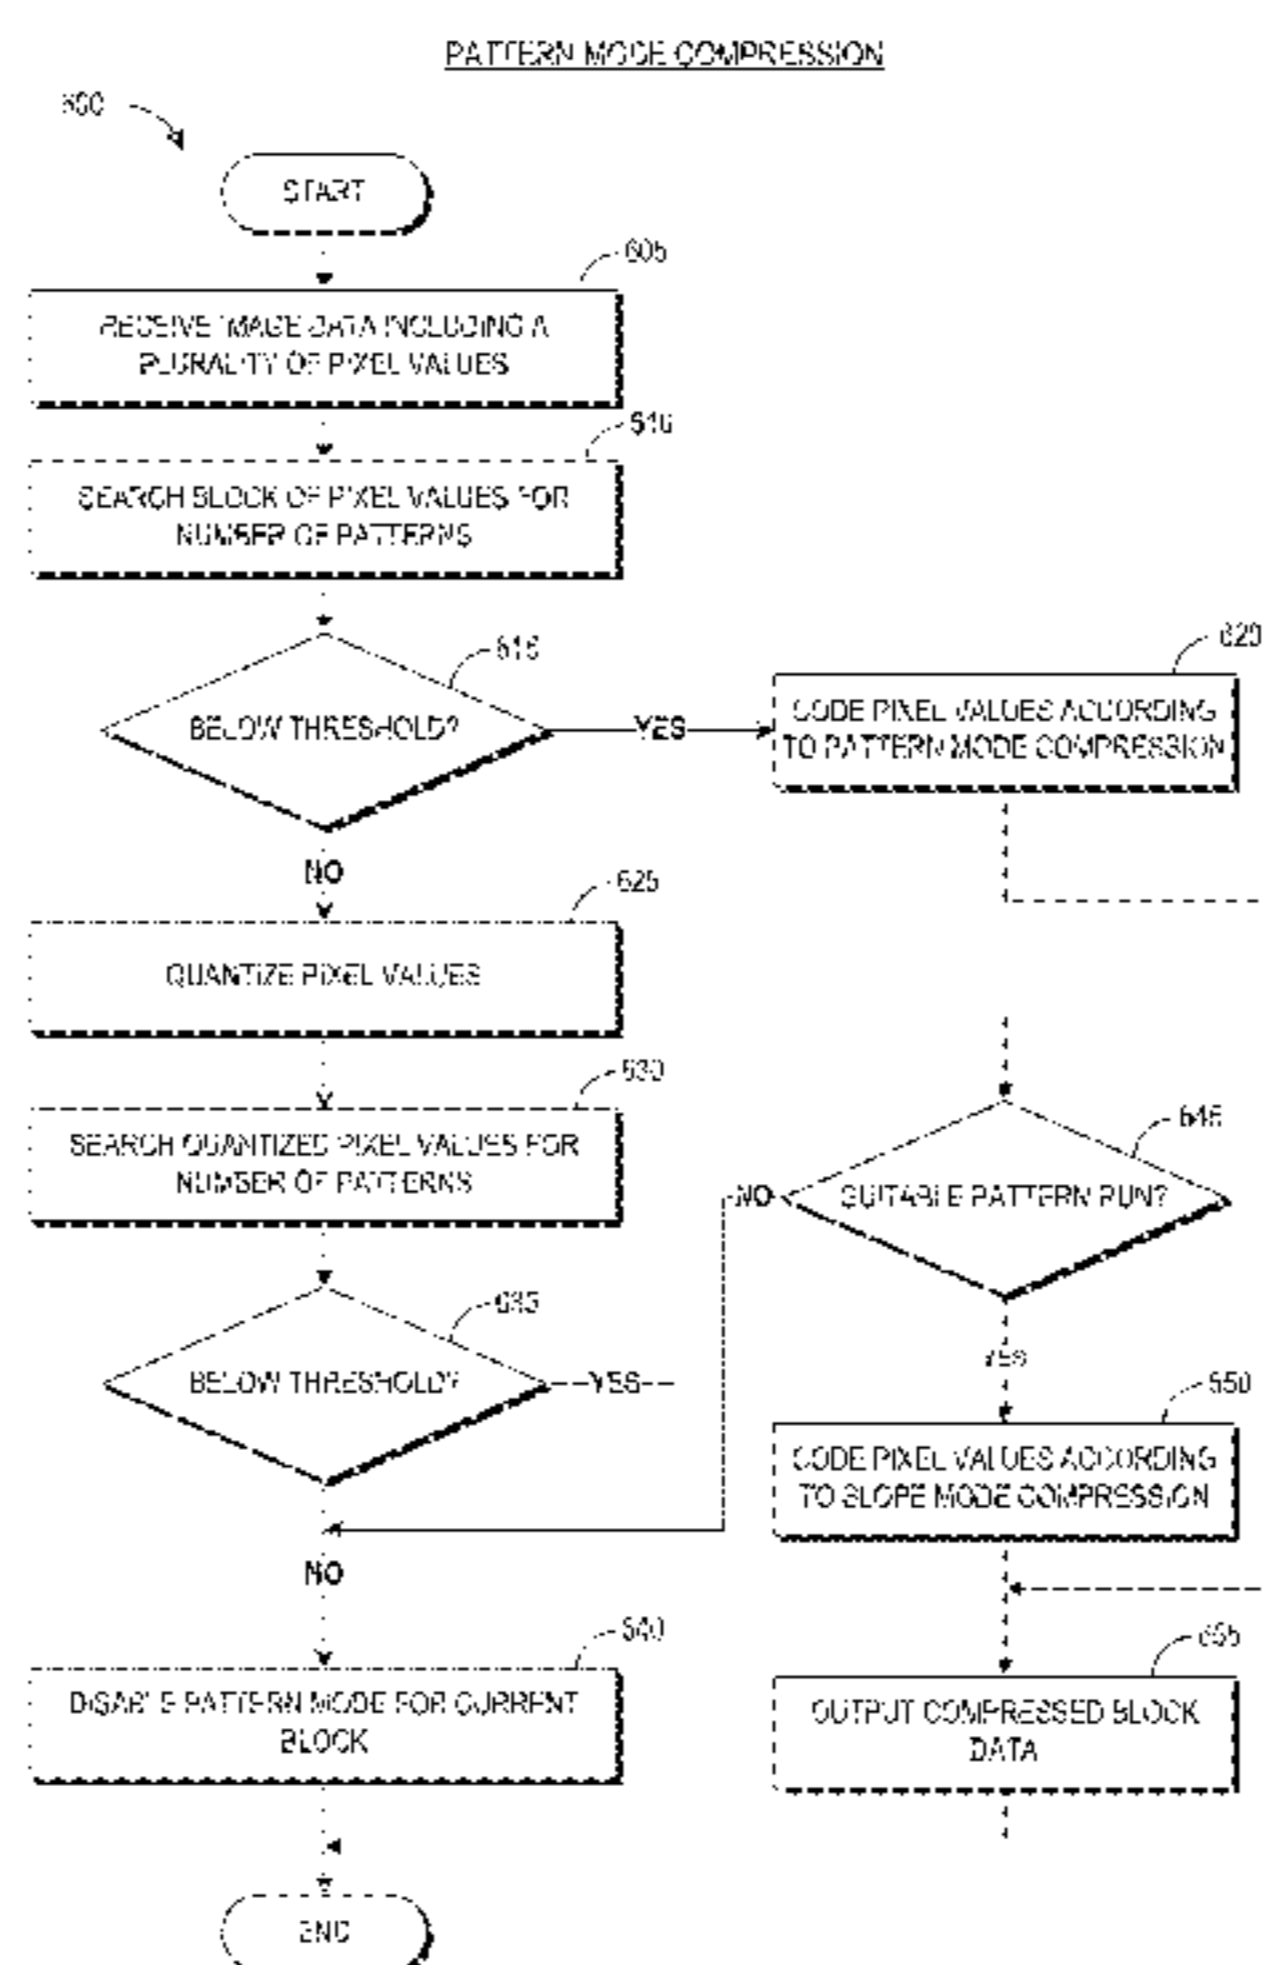 PATTERN MODE COMPRESSION
600
START
605
RECEIVE IMAGE DATA INCLUDING A
PLURALITY OF PIXEL VALUES
610
SEARCH BLOCK OF PIXEL VALUES FOR
NUMBER OF PATTERNS
615
BELOW THRESHOLD?
YES
620
CODE PIXEL VALUES ACCORDING
TO PATTERN MODE COMPRESSION
NO
625
QUANTIZE PIXEL VALUES
630
SEARCH QUANTIZED PIXEL VALUES FOR
NUMBER OF PATTERNS
635
BELOW THRESHOLD?
YES
NO
640
DISABLE PATTERN MODE FOR CURRENT
BLOCK
END
645
SUITABLE PATTERN RUN?
NO
YES
650
CODE PIXEL VALUES ACCORDING
TO SLOPE MODE COMPRESSION
655
OUTPUT COMPRESSED BLOCK
DATA